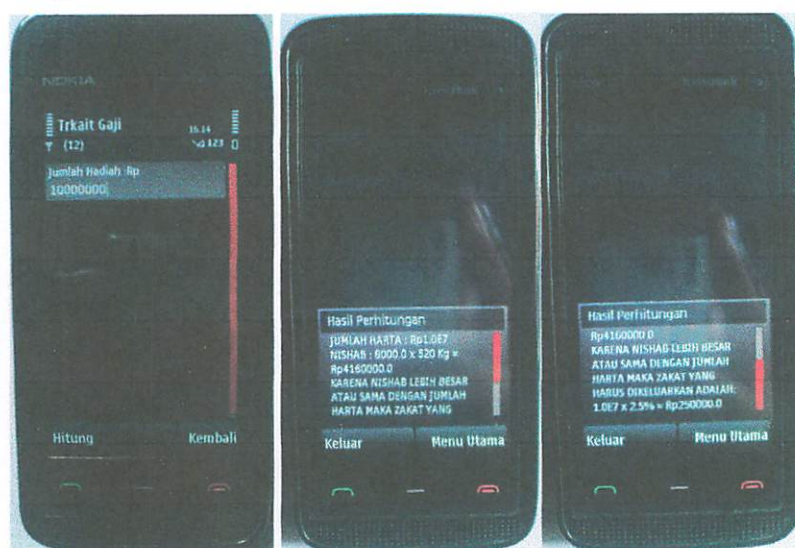 NOKIA
Trkait Gaji
16:14
(12)
123
Jumlah Hadiah Rp
10000000
Hitung
Kembali
Hasil Perhitungan
JUMLAH HARTA : Rp1.0E7
NISHAB : 8000.0 x 520 Kg =
Rp4160000.0
KARENA NISHAB LEBIH BESAR
ATAU SAMA DENGAN JUMLAH
HARTA MAKA ZAKAT YANG
Keluar
Menu Utama
Hasil Perhitungan
Rp4160000.0
KARENA NISHAB LEBIH BESAR
ATAU SAMA DENGAN JUMLAH
HARTA MAKA ZAKAT YANG
HARUS DIKELUARKAN ADALAH:
1.0E7 x 2.5% = Rp250000.0
Keluar
Menu Utama